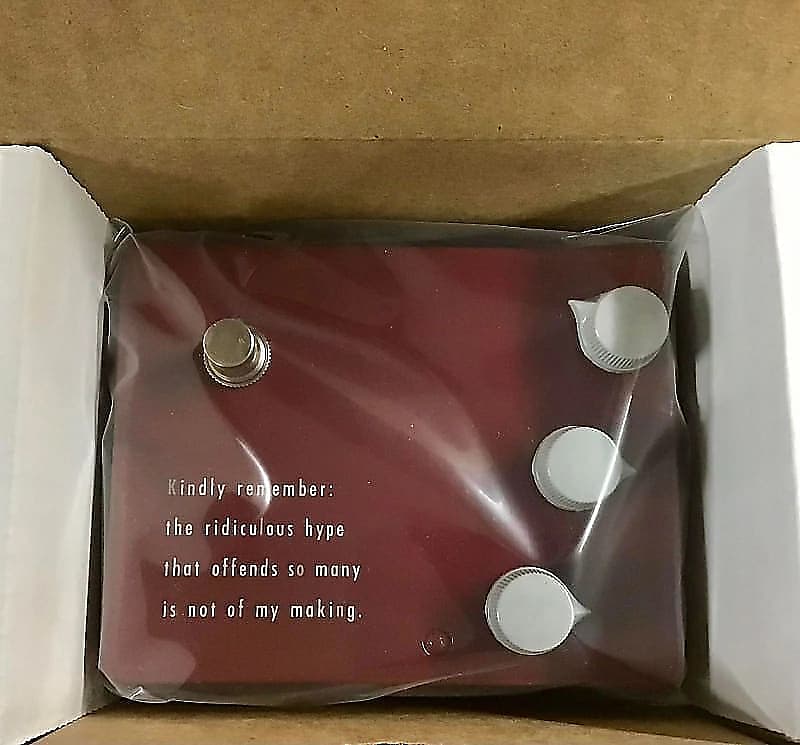 Kindly remember:
the ridiculous hype
that offends so many
is not of my making.